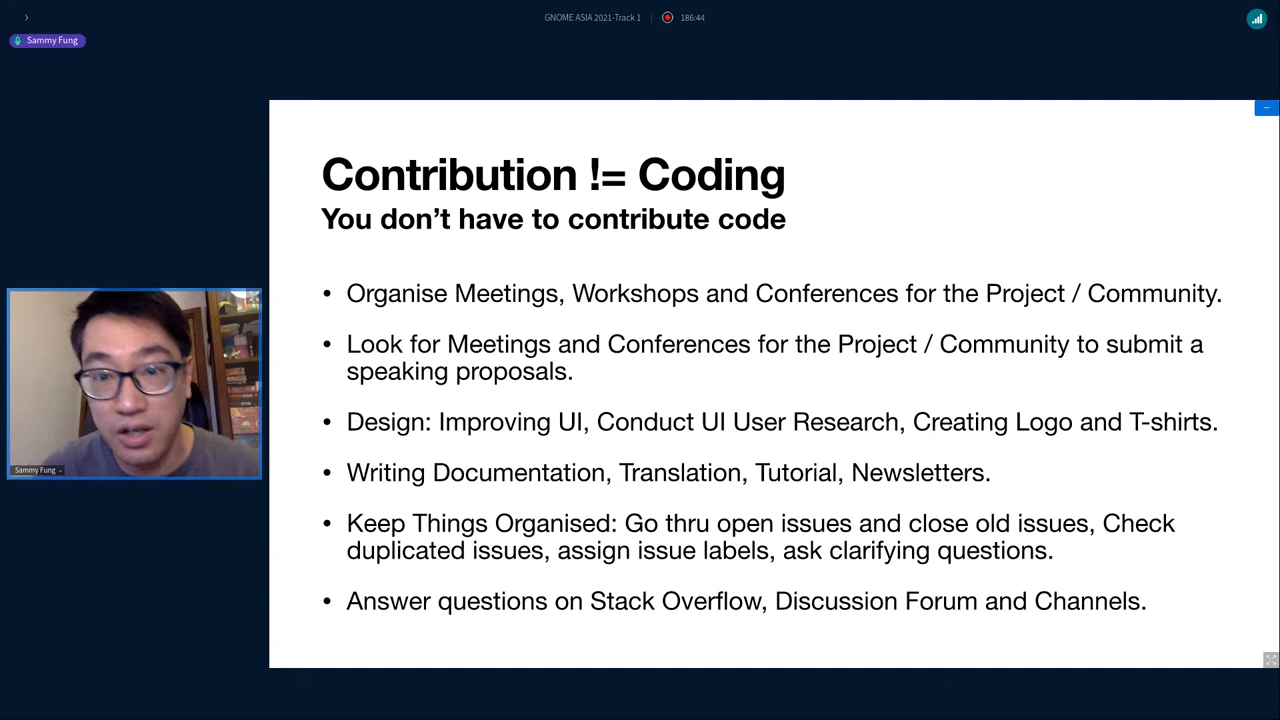 GNOME ASIA 2021-Track 1
186:44
Sammy Fung
Contribution != Coding
You don’t have to contribute code
• Organise Meetings, Workshops and Conferences for the Project / Community.
• Look for Meetings and Conferences for the Project / Community to submit a
speaking proposals.
• Design: Improving UI, Conduct UI User Research, Creating Logo and T-shirts.
• Writing Documentation, Translation, Tutorial, Newsletters.
• Keep Things Organised: Go thru open issues and close old issues, Check
duplicated issues, assign issue labels, ask clarifying questions.
• Answer questions on Stack Overflow, Discussion Forum and Channels.
Sammy Fung